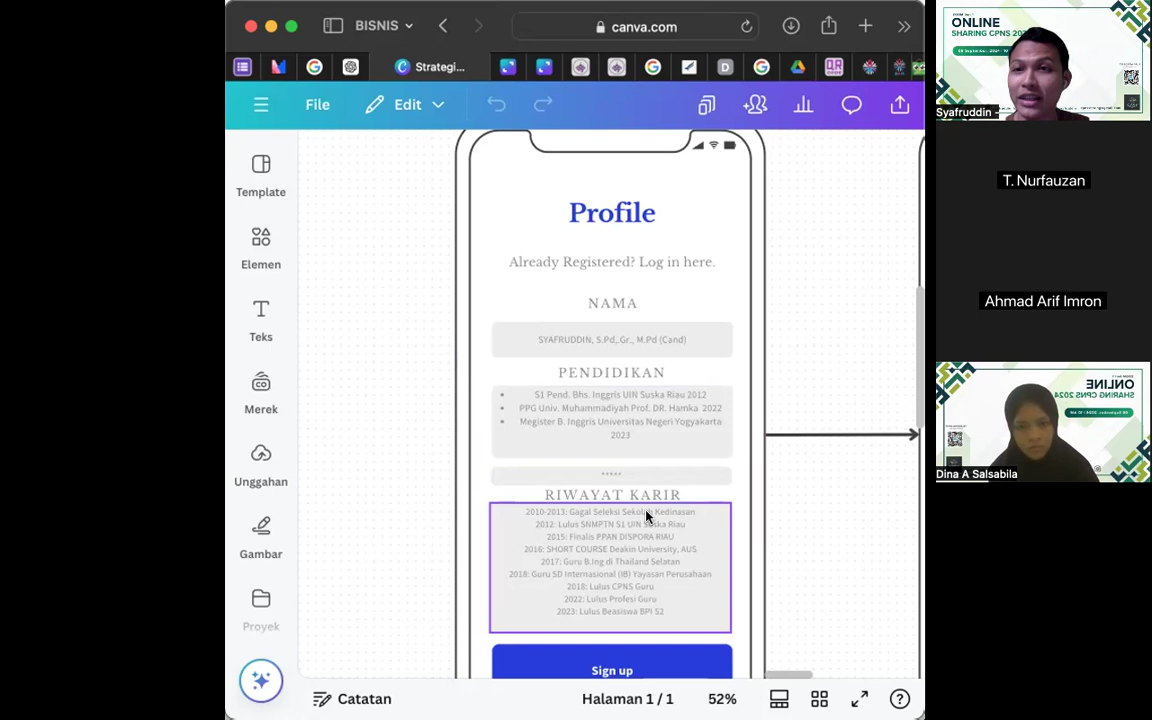 BISNIS
canva.com
Strategi...
File
Edit
Template
Elemen
Teks
Merek
Unggahan
Gambar
Proyek
Profile
Already Registered? Log in here.
NAMA
SYAFRUDDIN, S.Pd,.Gr., M.Pd (Cand)
PENDIDIKAN
S1 Pend. Bhs. Inggris UIN Suska Riau 2012
PPG Univ. Muhammadiyah Prof. DR. Hamka 2022
Megister B. Inggris Universitas Negeri Yogyakarta
2023
*****
RIWAYAT KARIR
2010-2013: Gagal Seleksi Sekolah Kedinasan
2012: Lulus SNMPTN S1 UIN Suska Riau
2015: Finalis PPAN DISPORA RIAU
2016: SHORT COURSE Deakin University, AUS
2017: Guru B.Ing di Thailand Selatan
2018: Guru SD Internasional (IB) Yayasan Perusahaan
2018: Lulus CPNS Guru
2022: Lulus Profesi Guru
2023: Lulus Beasiswa BPI S2
Sign up
Catatan
Halaman 1 / 1
52%
ONLINE
SHARING CPNS 202
Syafruddin -
T. Nurfauzan
Ahmad Arif Imron
ONLINE
SHARING CPNS 2024
Dina A Salsabila